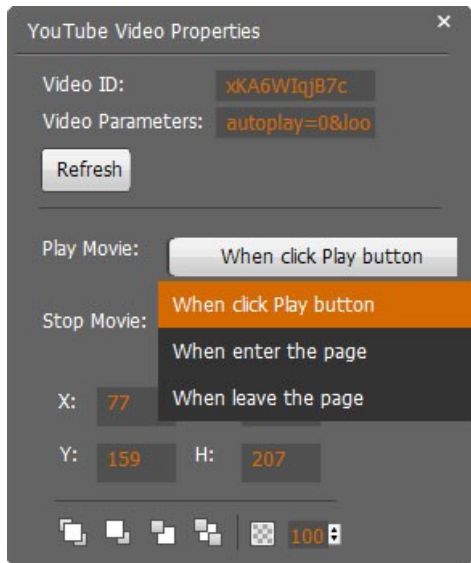 YouTube Video Properties
Video ID: xKA6WIqjB7c
Video Parameters: autoplay=0&loo
Refresh
Play Movie: When click Play button
When click Play button
Stop Movie:
When enter the page
When leave the page
X: 77
Y: 159 H: 207
100